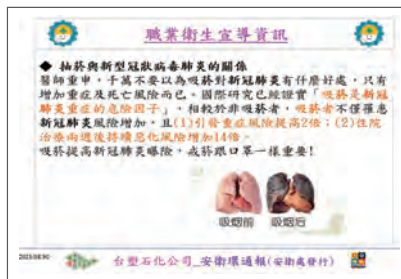 職業衛生宣導資訊
◆ 抽菸與新型冠狀病毒肺炎的關係
醫師重申，千萬不要以為吸菸對新冠肺炎有什麼好處，只有
增加重症及死亡風險而已。國際研究已經證實「吸菸是新冠
肺炎重症的危險因子」，相較於非吸菸者，吸菸者不僅罹患
新冠肺炎風險增加，且(1)引發重症風險提高2倍；(2)住院
治療向遇後持續惡化風險增加14倍。
吸菸提高新冠肺炎曝險，戒菸跟口罩一樣重要！
吸烟前 吸烟后
台塑石化公司_安衛環通報(安衛處發行)